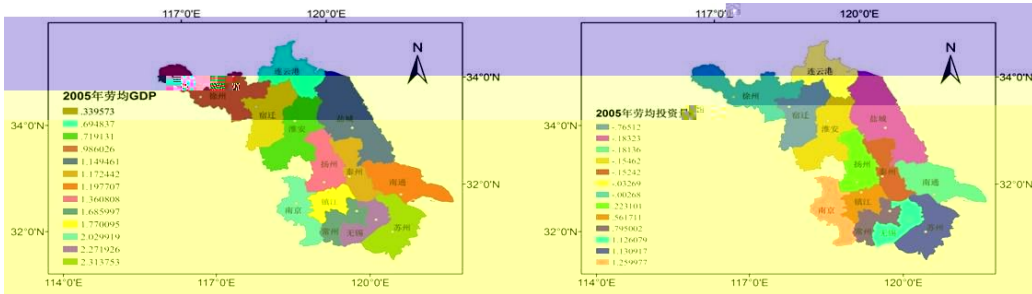 117°0'E 120°0'E
N
连云港
34°0'N
2005年劳均GDP
徐州
.339573
宿迁
.694837
淮安
盐城
34°0'N
.719131
.986026
1.149461
扬州
1.172442
泰州
1.197707
南通
32°0'N
1.360808
南京
镇江
1.685997
1.770095
常州
无锡
苏州
32°0'N
2.029919
2.271926
2.313753
114°0'E 117°0'E 120°0'E
117°0'E 120°0'E
N
连云港
34°0'N
2005年劳均投资量
徐州
-.76512
宿迁
-.18323
淮安
盐城
34°0'N
-.18136
-.15462
-.15242
扬州
-.03269
泰州
-.00268
南通
32°0'N
.223101
南京
镇江
.561711
.795002
常州
无锡
苏州
32°0'N
1.126079
1.130917
1.259977
114°0'E 117°0'E 120°0'E